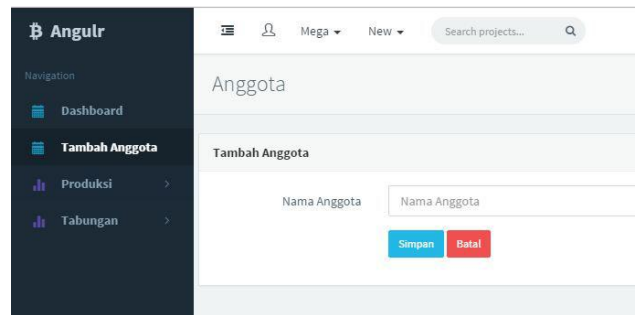 Angulr
Mega
New
Search projects...
Navigation
Dashboard
Tambah Anggota
Produksi
Tabungan
Anggota
Tambah Anggota
Nama Anggota
Nama Anggota
Simpan
Batal